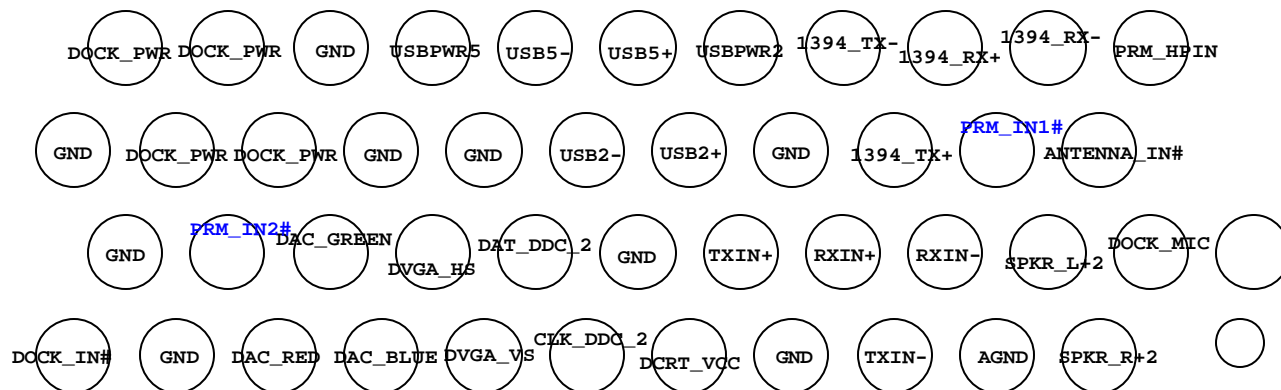 DOCK_PWR DOCK_PWR GND USBPWR5 USB5- USB5+ USBPWR2 1394_TX- 1394_RX+ 1394_RX- PRM_HPIN
GND DOCK_PWR DOCK_PWR GND GND USB2- USB2+ GND 1394_TX+ PRM_IN1# ANTENNA_IN#
GND PRM_IN2# DAC_GREEN DVGA_HS DAT_DDC_2 GND TXIN+ RXIN+ RXIN- SPKR_L+2 DOCK_MIC
DOCK_IN# GND DAC_RED DAC_BLUE DVGA_VS CLK_DDC_2 DCRT_VCC GND TXIN- AGND SPKR_R+2